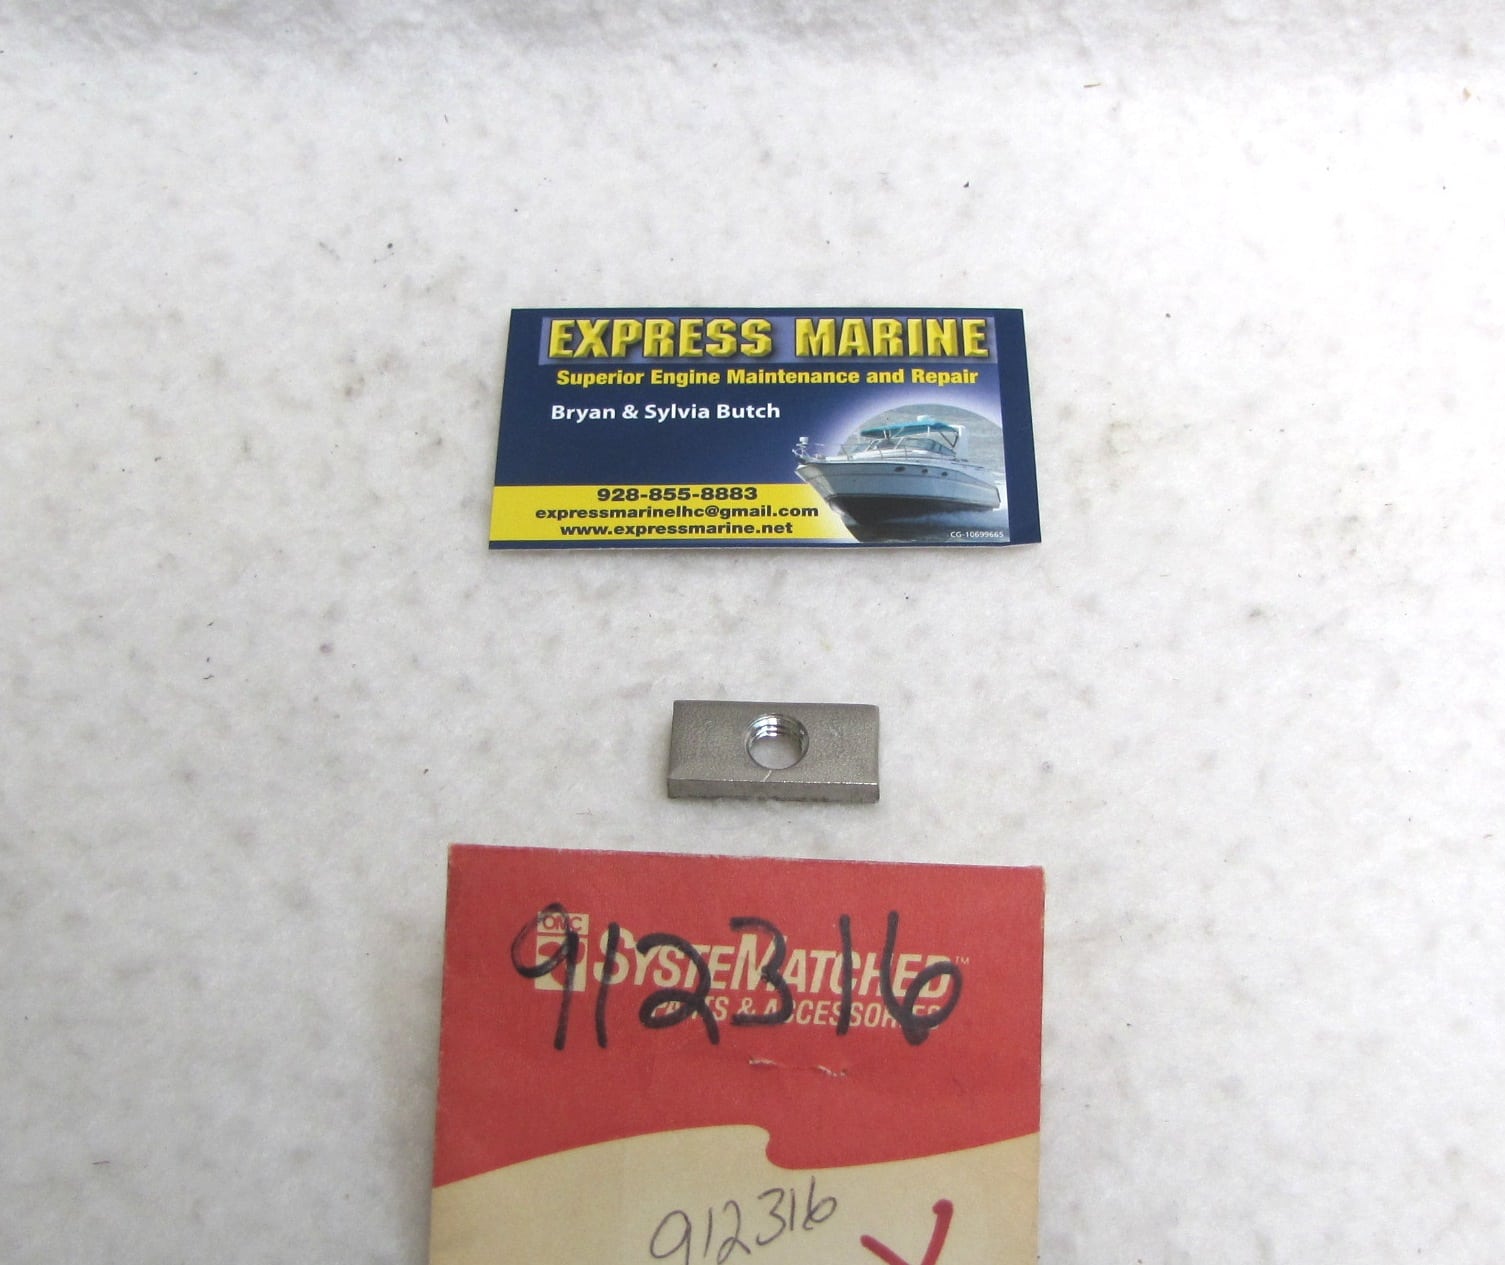 EXPRESS MARINE
Superior Engine Maintenance and Repair
Bryan & Sylvia Butch
928-855-8883
expressmarinelhc@gmail.com
www.expressmarine.net
CG-10699665
OMC
912316
SYSTEMATCHED™
PARTS & ACCESSORIES
912316